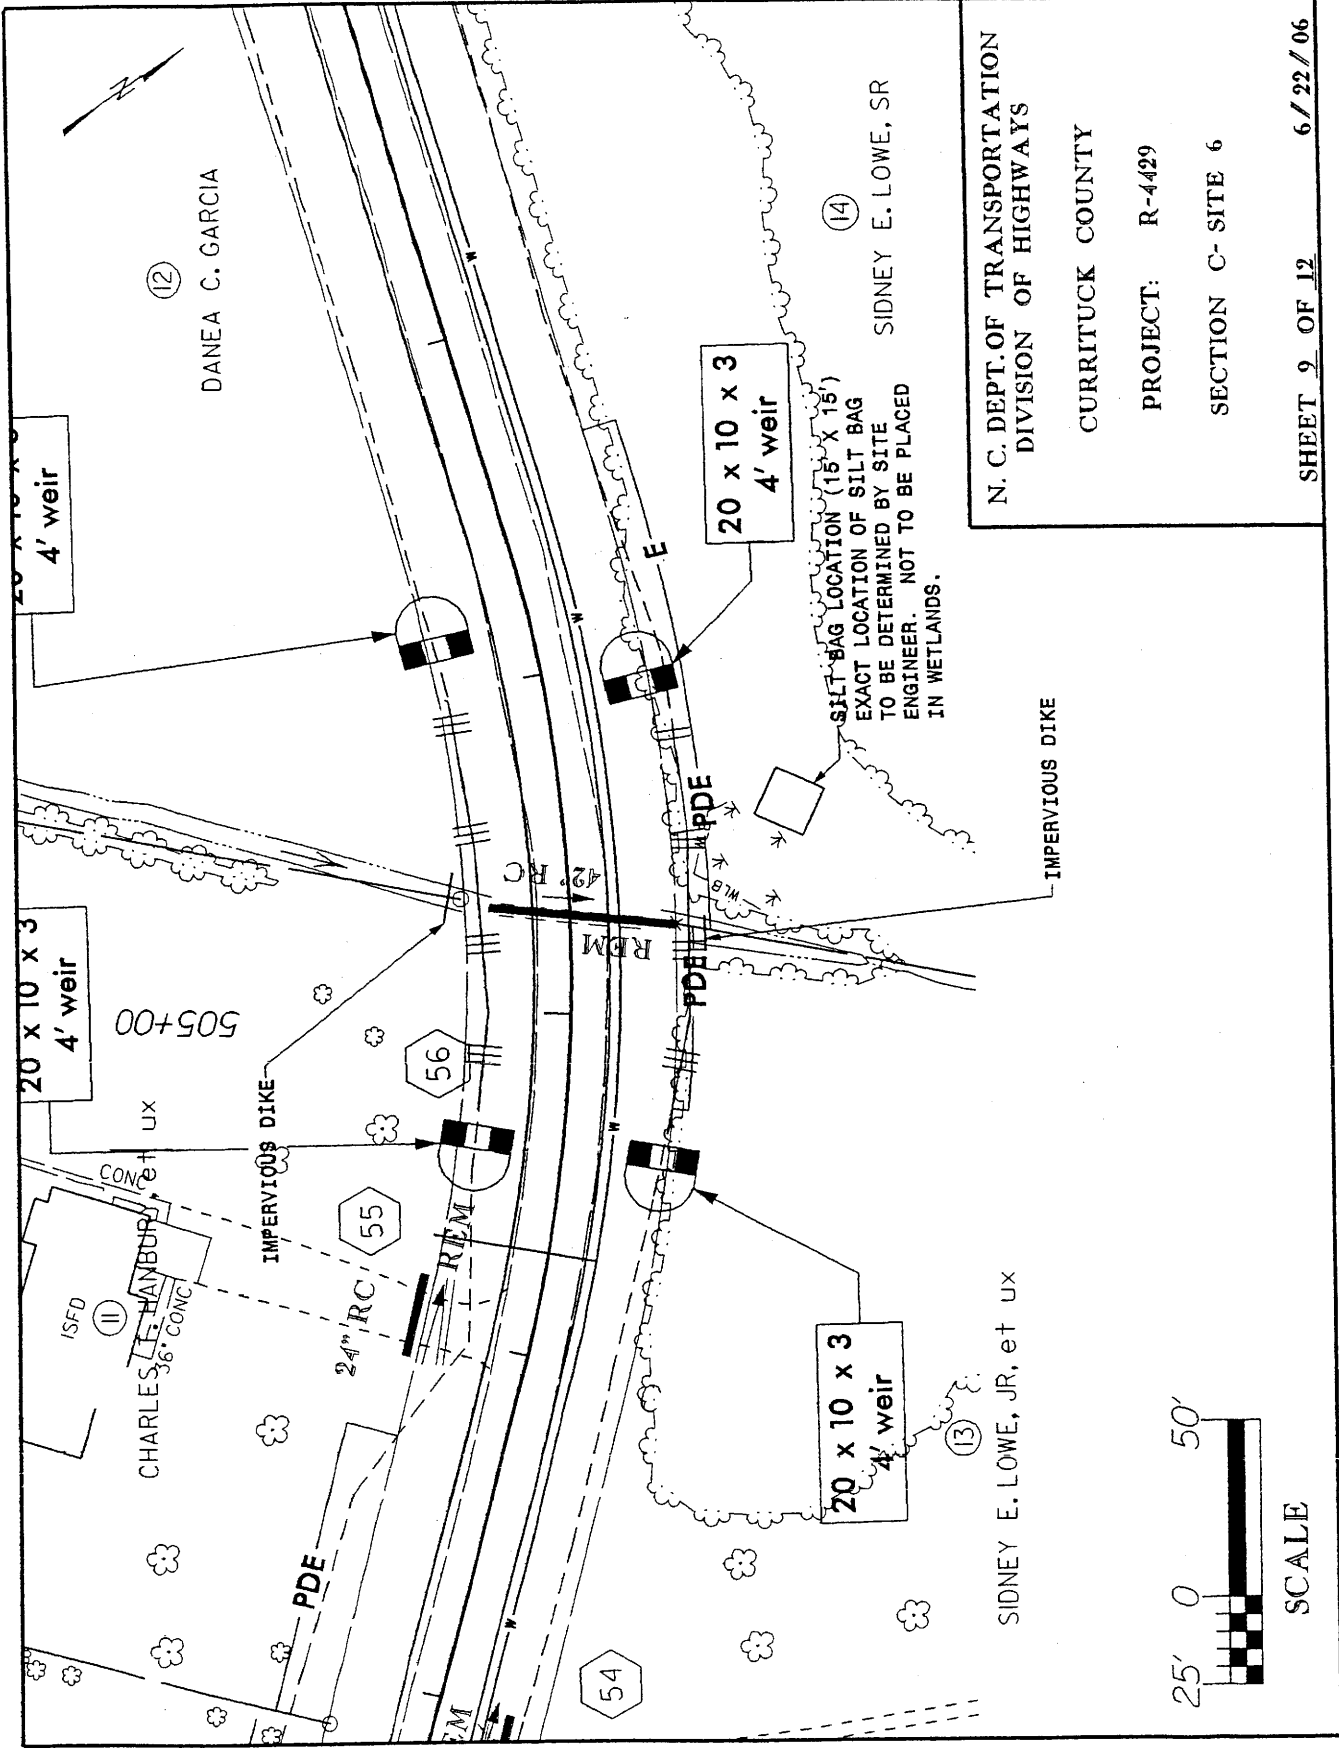 N
12
DANEA C. GARCIA
4' weir
20 x 10 x 3
4' weir
505+00
IMPERVIOUS DIKE
56
55
CONC
ISFD
11
CHARLES T. HANBURY, et ux
36" CONC
24" RC
REM
PDE
54
42" RC
REM
W
W
W
W
W
E
PDE
PDE
WLB
20 x 10 x 3
4' weir
14
SIDNEY E. LOWE, SR
SILT BAG LOCATION (15' X 15')
EXACT LOCATION OF SILT BAG
TO BE DETERMINED BY SITE
ENGINEER. NOT TO BE PLACED
IN WETLANDS.
IMPERVIOUS DIKE
20 x 10 x 3
4' weir
13
SIDNEY E. LOWE, JR, et ux
25' 0 50'
SCALE
N. C. DEPT. OF TRANSPORTATION
DIVISION OF HIGHWAYS
CURRITUCK COUNTY
PROJECT: R-4429
SECTION C- SITE 6
SHEET 9 OF 12 6/22/06